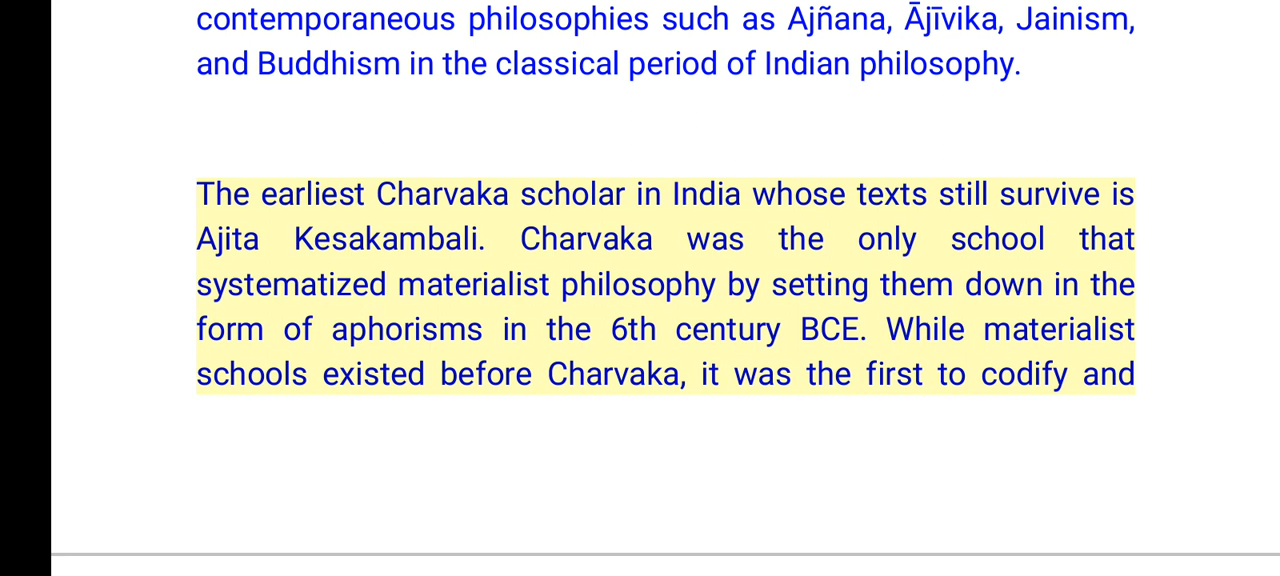 contemporaneous philosophies such as Ajñana, Ājīvika, Jainism,
and Buddhism in the classical period of Indian philosophy.
The earliest Charvaka scholar in India whose texts still survive is
Ajita Kesakambali. Charvaka was the only school that
systematized materialist philosophy by setting them down in the
form of aphorisms in the 6th century BCE. While materialist
schools existed before Charvaka, it was the first to codify and